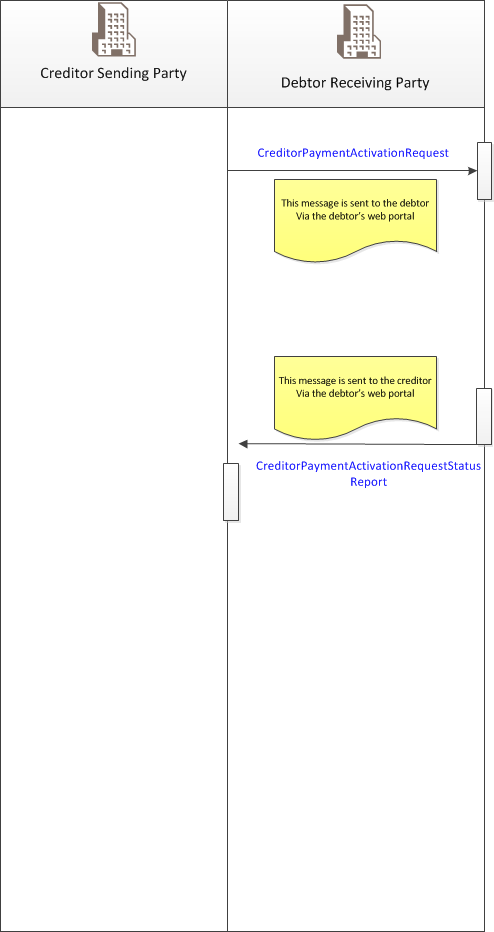 Creditor Sending Party
Debtor Receiving Party
CreditorPaymentActivationRequest
This message is sent to the debtor
Via the debtor's web portal
This message is sent to the creditor
Via the debtor's web portal
CreditorPaymentActivationRequestStatus
Report